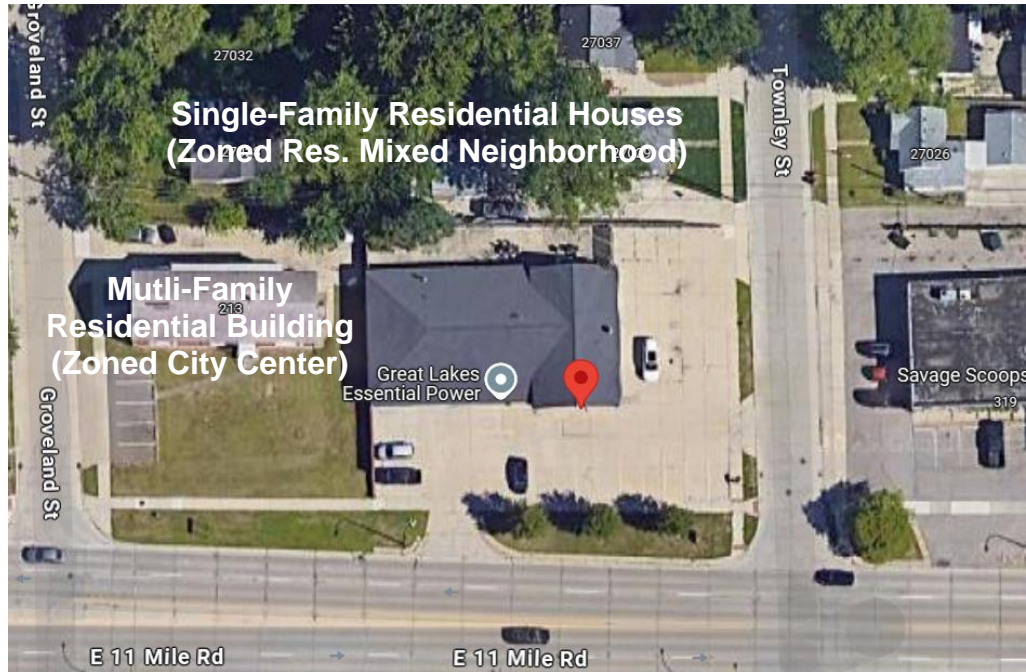 Groveland St
27032
27037
Townley St
Single-Family Residential Houses
(Zoned Res. Mixed Neighborhood)
27026
Mutli-Family
213
Residential Building
(Zoned City Center)
Great Lakes
Essential Power
Savage Scoops
319
Groveland St
E 11 Mile Rd
E 11 Mile Rd